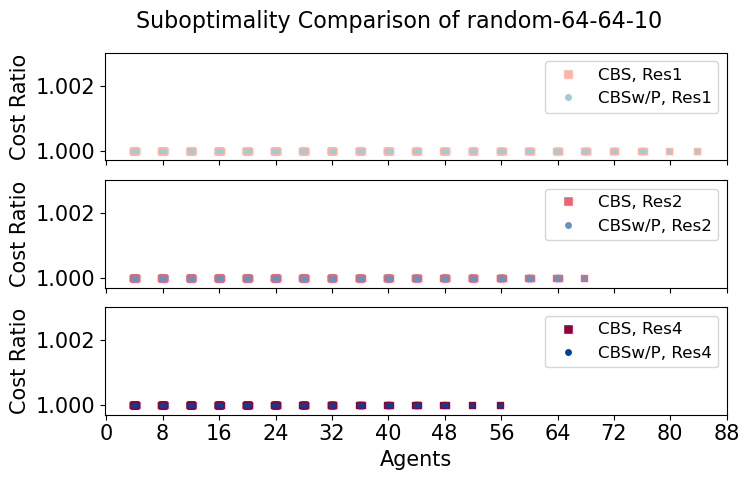 Suboptimality Comparison of random-64-64-10
Cost Ratio
1.002
1.000
CBS, Res1
CBSw/P, Res1
Cost Ratio
1.002
1.000
CBS, Res2
CBSw/P, Res2
Cost Ratio
1.002
1.000
CBS, Res4
CBSw/P, Res4
0 8 16 24 32 40 48 56 64 72 80 88
Agents